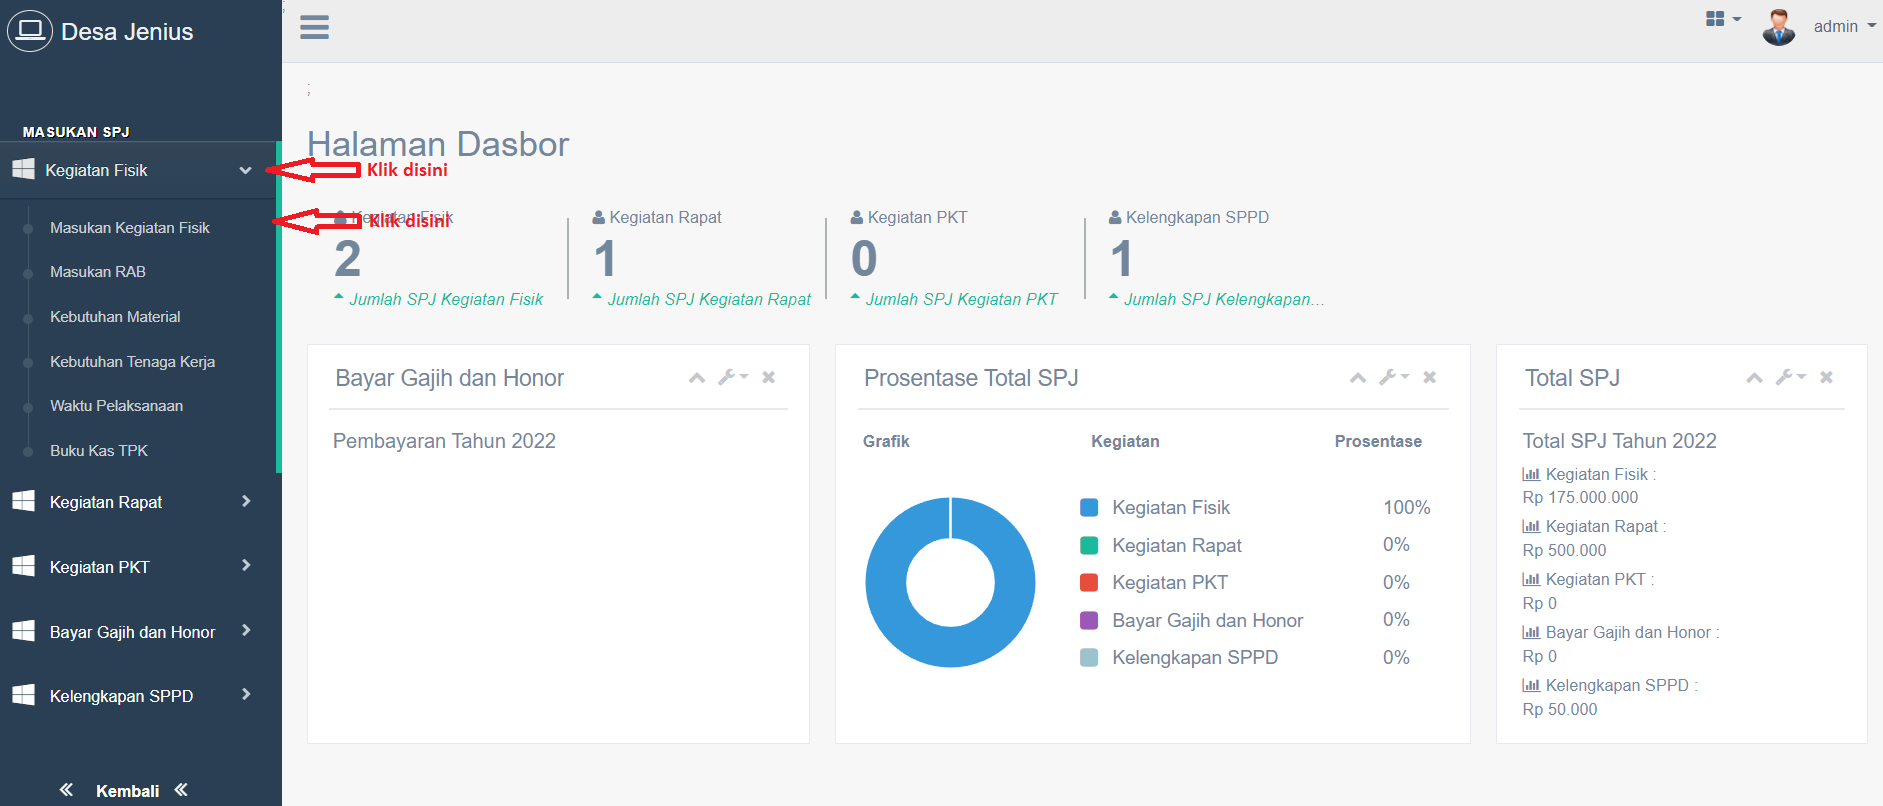 Desa Jenius
;
admin
MASUKAN SPJ
Kegiatan Fisik
Masukan Kegiatan Fisik
Masukan RAB
Kebutuhan Material
Kebutuhan Tenaga Kerja
Waktu Pelaksanaan
Buku Kas TPK
Kegiatan Rapat
Kegiatan PKT
Bayar Gajih dan Honor
Kelengkapan SPPD
Kembali
;
Halaman Dasbor
Klik disini
Klik disini
Kegiatan Fisik
2
Jumlah SPJ Kegiatan Fisik
Kegiatan Rapat
1
Jumlah SPJ Kegiatan Rapat
Kegiatan PKT
0
Jumlah SPJ Kegiatan PKT
Kelengkapan SPPD
1
Jumlah SPJ Kelengkapan...
Bayar Gajih dan Honor
Pembayaran Tahun 2022
Prosentase Total SPJ
Grafik Kegiatan Prosentase
Kegiatan Fisik 100%
Kegiatan Rapat 0%
Kegiatan PKT 0%
Bayar Gajih dan Honor 0%
Kelengkapan SPPD 0%
Total SPJ
Total SPJ Tahun 2022
Kegiatan Fisik :
Rp 175.000.000
Kegiatan Rapat :
Rp 500.000
Kegiatan PKT :
Rp 0
Bayar Gajih dan Honor :
Rp 0
Kelengkapan SPPD :
Rp 50.000